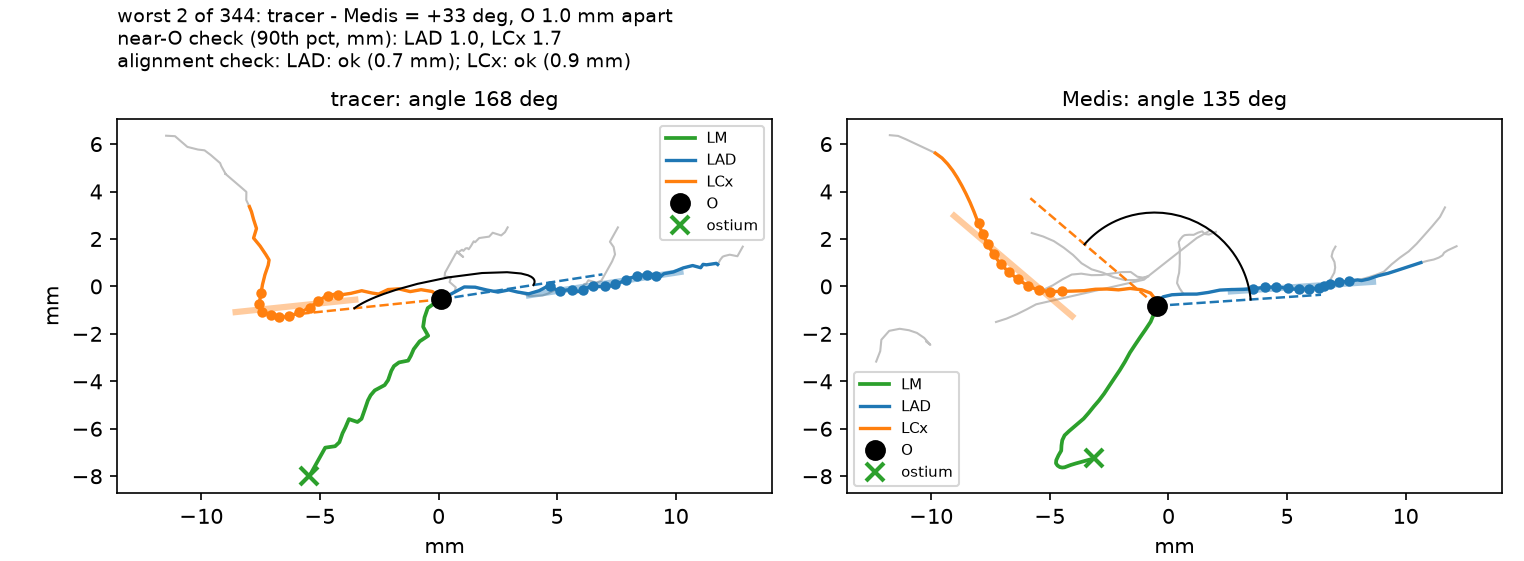 worst 2 of 344: tracer - Medis = +33 deg, O 1.0 mm apart
near-O check (90th pct, mm): LAD 1.0, LCx 1.7
alignment check: LAD: ok (0.7 mm); LCx: ok (0.9 mm)
tracer: angle 168 deg
LM
LAD
LCx
O
ostium
6
4
2
0
−2
−4
−6
−8
mm
−10
−5
0
5
10
mm
Medis: angle 135 deg
6
4
2
0
−2
−4
−6
−8
LM
LAD
LCx
O
ostium
−10
−5
0
5
10
mm